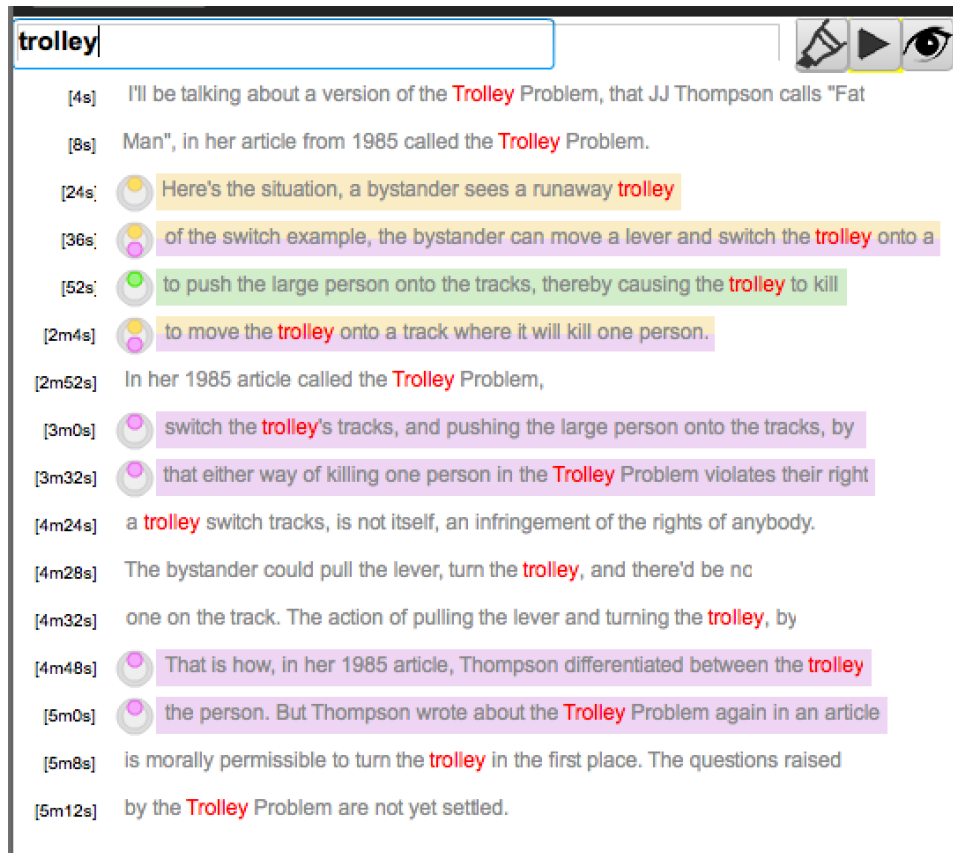 trolley
[4s] I'll be talking about a version of the Trolley Problem, that JJ Thompson calls "Fat
[8s] Man", in her article from 1985 called the Trolley Problem.
[24s] Here's the situation, a bystander sees a runaway trolley
[36s] of the switch example, the bystander can move a lever and switch the trolley onto a
[52s] to push the large person onto the tracks, thereby causing the trolley to kill
[2m4s] to move the trolley onto a track where it will kill one person.
[2m52s] In her 1985 article called the Trolley Problem,
[3m0s] switch the trolley's tracks, and pushing the large person onto the tracks, by
[3m32s] that either way of killing one person in the Trolley Problem violates their right
[4m24s] a trolley switch tracks, is not itself, an infringement of the rights of anybody.
[4m28s] The bystander could pull the lever, turn the trolley, and there'd be no
[4m32s] one on the track. The action of pulling the lever and turning the trolley, by
[4m48s] That is how, in her 1985 article, Thompson differentiated between the trolley
[5m0s] the person. But Thompson wrote about the Trolley Problem again in an article
[5m8s] is morally permissible to turn the trolley in the first place. The questions raised
[5m12s] by the Trolley Problem are not yet settled.